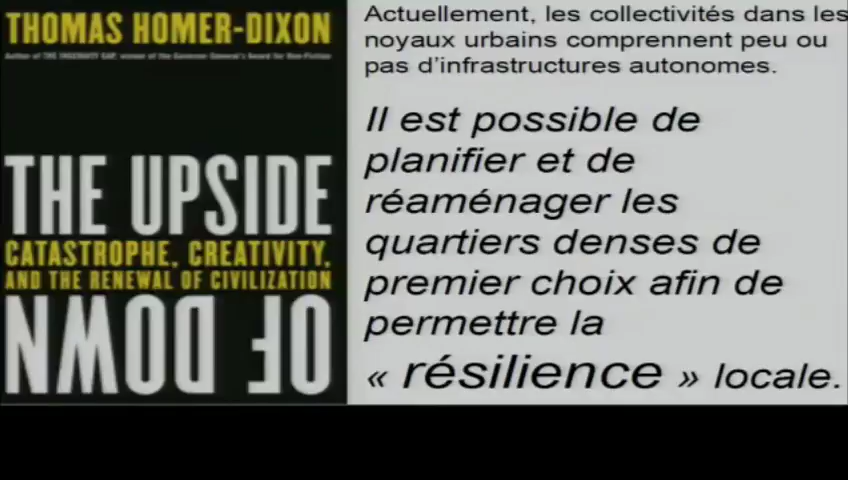 THOMAS HOMER-DIXON
Author of THE INGENUITY GAP, winner of the Governor General's Award for Non-Fiction
THE UPSIDE
CATASTROPHE, CREATIVITY,
AND THE RENEWAL OF CIVILIZATION
OF DOWN
Actuellement, les collectivités dans les
noyaux urbains comprennent peu ou
pas d'infrastructures autonomes.
Il est possible de
planifier et de
réaménager les
quartiers denses de
premier choix afin de
permettre la
« résilience » locale.